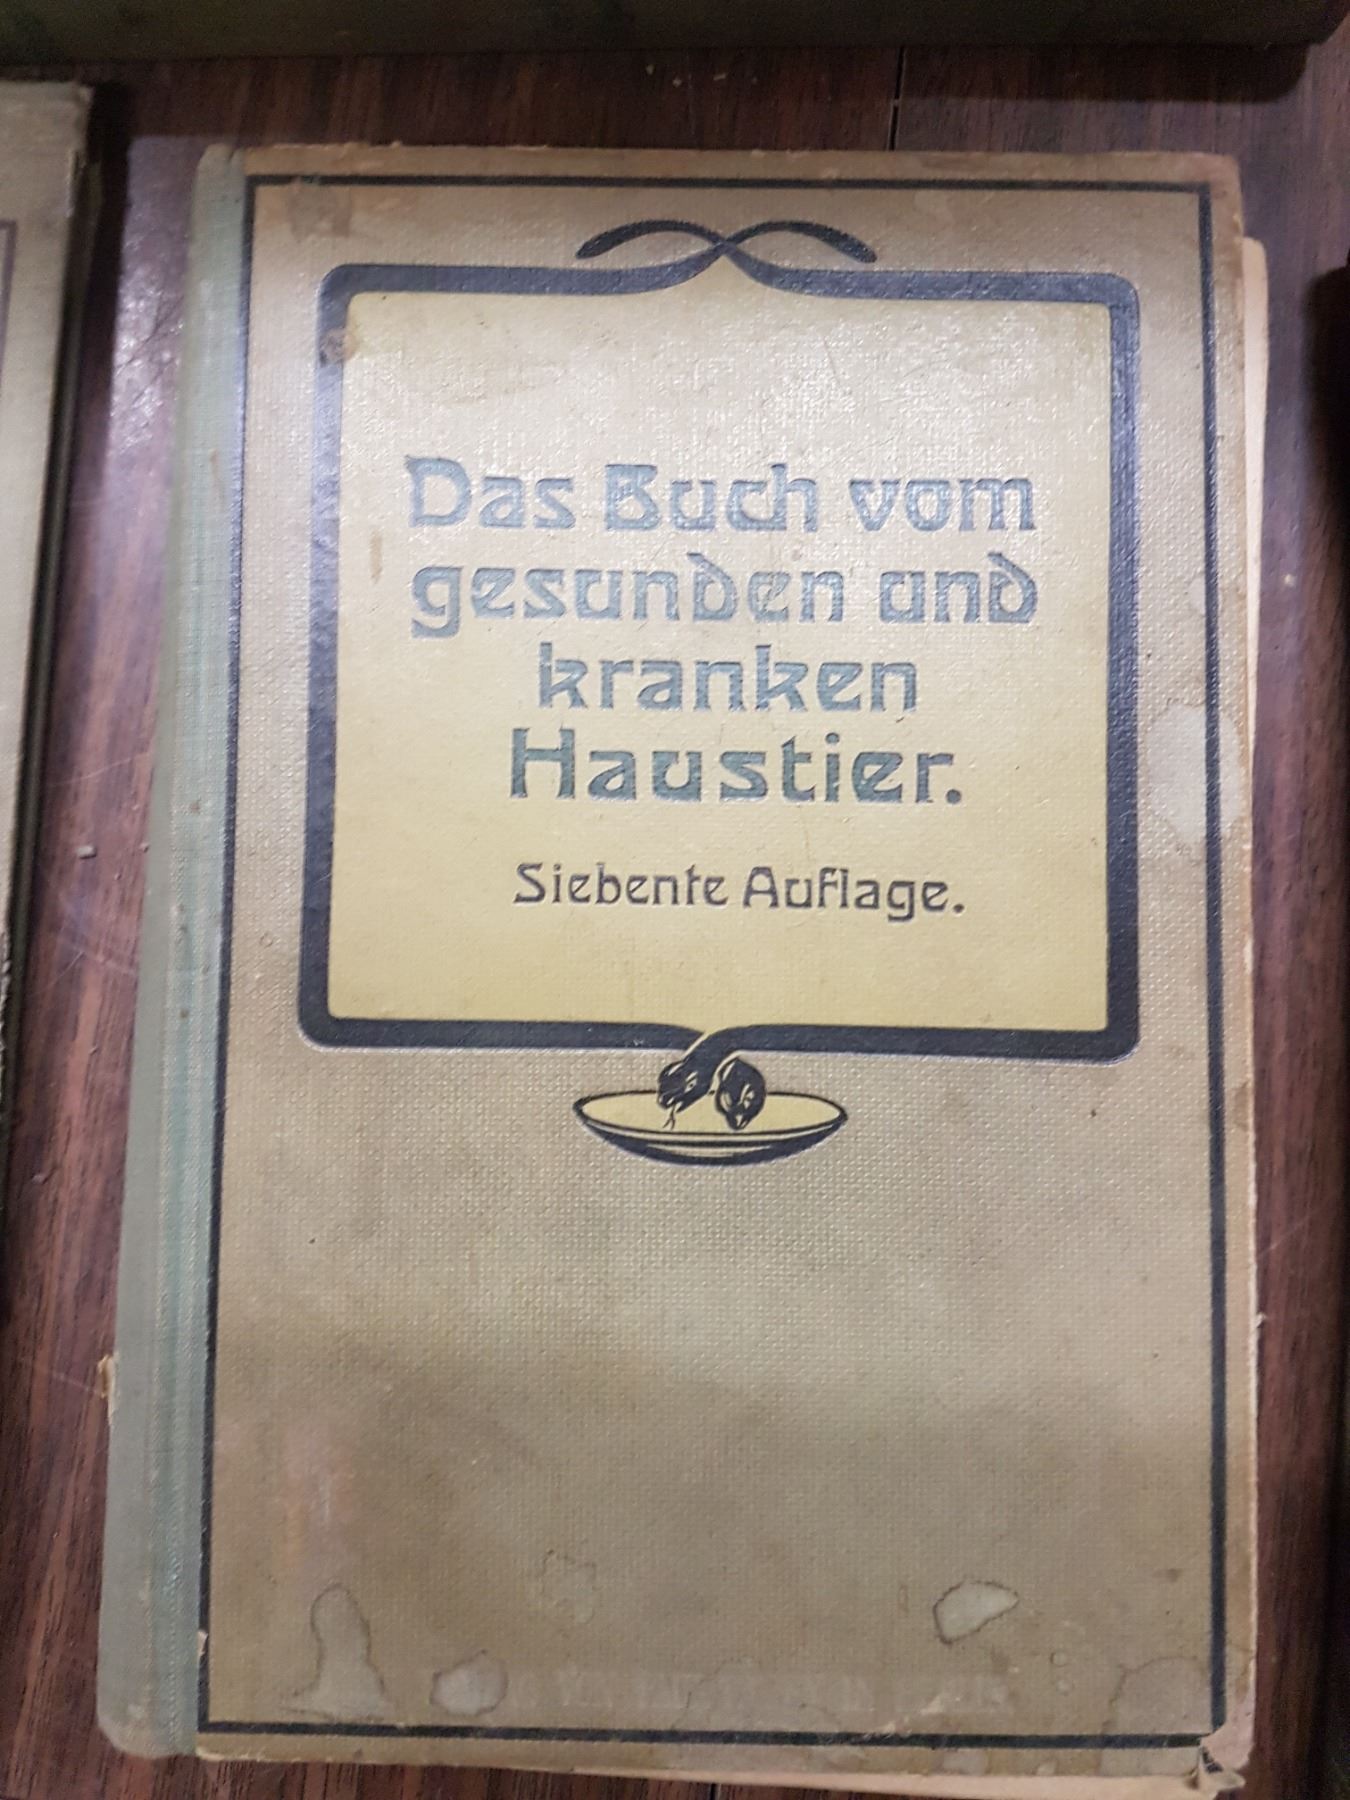 Das Buch vom
gesunden und
kranken
Haustier.
Siebente Auflage.